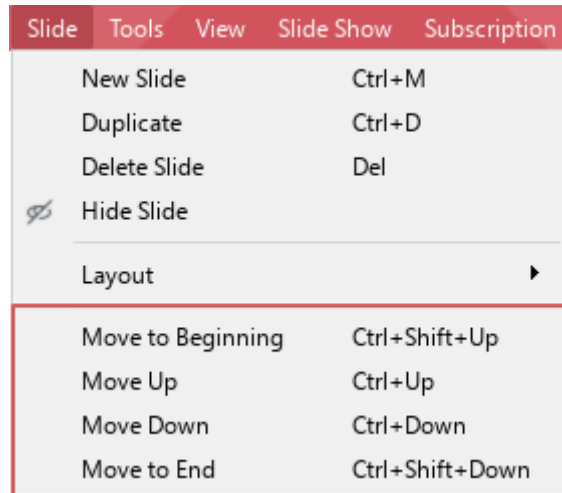 Slide Tools View Slide Show Subscription
New Slide Ctrl+M
Duplicate Ctrl+D
Delete Slide Del
Hide Slide
Layout
Move to Beginning Ctrl+Shift+Up
Move Up Ctrl+Up
Move Down Ctrl+Down
Move to End Ctrl+Shift+Down